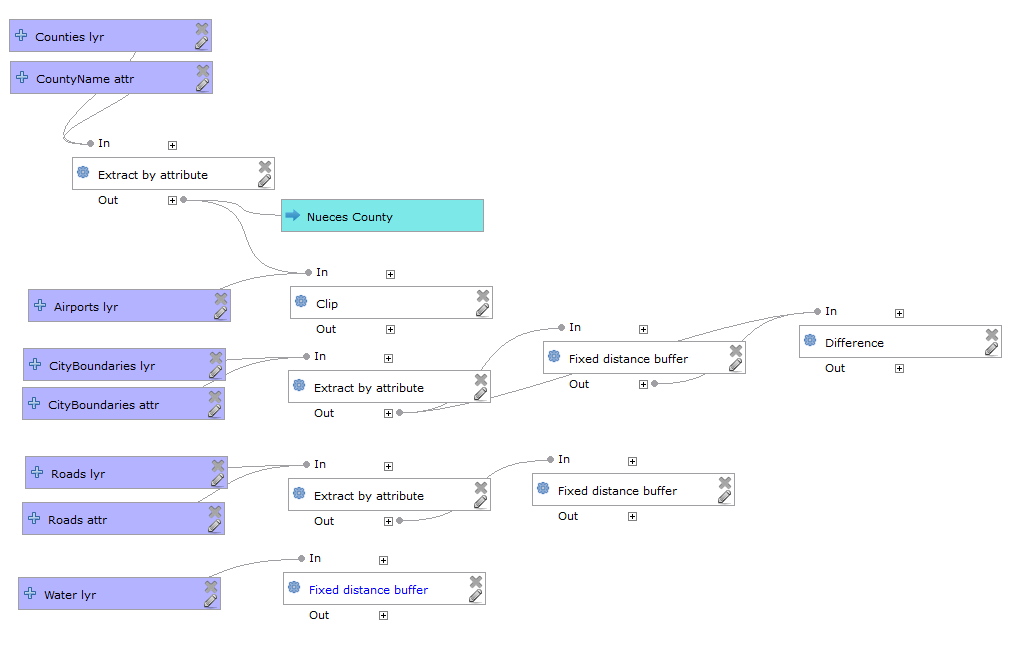 Counties lyr
CountyName attr
In
Extract by attribute
Out
Nueces County
In
Airports lyr
Clip
Out
In
CityBoundaries lyr
CityBoundaries attr
Extract by attribute
Out
In
Fixed distance buffer
Out
In
Difference
Out
In
Roads lyr
Roads attr
Extract by attribute
Out
In
Fixed distance buffer
Out
In
Water lyr
Fixed distance buffer
Out